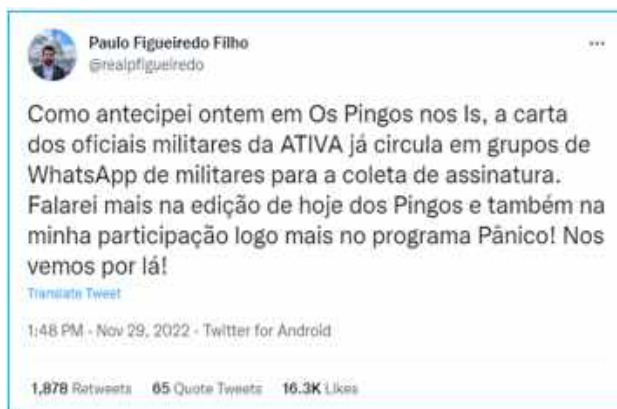 Paulo Figueiredo Filho
@realpfigueiredo
Como antecipei ontem em Os Pingos nos Is, a carta
dos oficiais militares da ATIVA já circula em grupos de
WhatsApp de militares para a coleta de assinatura.
Falarei mais na edição de hoje dos Pingos e também na
minha participação logo mais no programa Pânico! Nos
vemos por lá!
Translate Tweet
1:48 PM - Nov 29, 2022 - Twitter for Android
1,878 Retweets 65 Quote Tweets 16.3K Likes